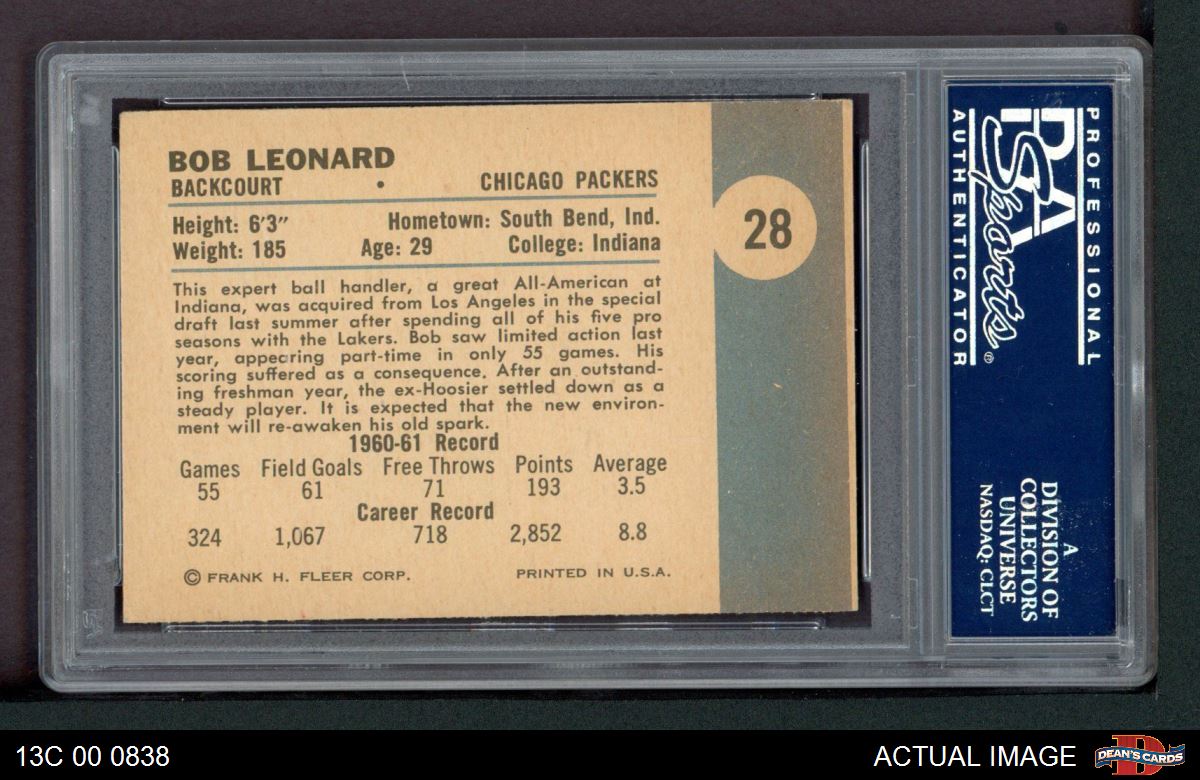 BOB LEONARD
BACKCOURT • CHICAGO PACKERS
Height: 6'3" Hometown: South Bend, Ind.
Weight: 185 Age: 29 College: Indiana
28
This expert ball handler, a great All-American at
Indiana, was acquired from Los Angeles in the special
draft last summer after spending all of his five pro
seasons with the Lakers. Bob saw limited action last
year, appearing part-time in only 55 games. His
scoring suffered as a consequence. After an outstand-
ing freshman year, the ex-Hoosier settled down as a
steady player. It is expected that the new environ-
ment will re-awaken his old spark.
1960-61 Record
Games Field Goals Free Throws Points Average
55 61 71 193 3.5
Career Record
324 1,067 718 2,852 8.8
© FRANK H. FLEER CORP. PRINTED IN U.S.A.
PROFESSIONAL
PSA
Sports®
AUTHENTICATOR
A
DIVISION OF
COLLECTORS
UNIVERSE
NASDAQ: CLCT
13C 00 0838
ACTUAL IMAGE
D
DEAN'S CARDS